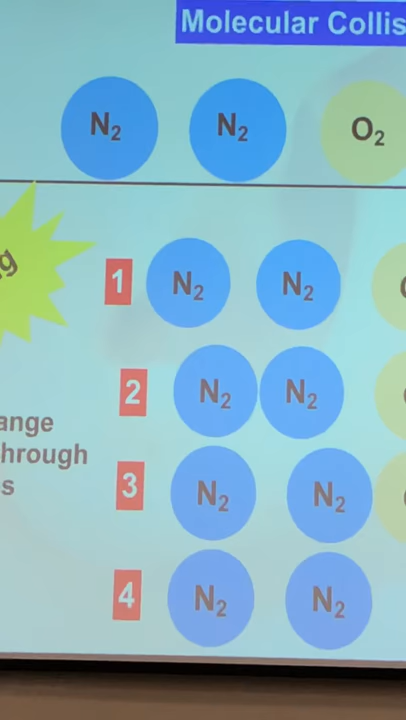 Molecular Collis
N₂ N₂ O₂
g
1 N₂ N₂
2 N₂ N₂
ange
hrough
3 N₂ N₂
s
4 N₂ N₂